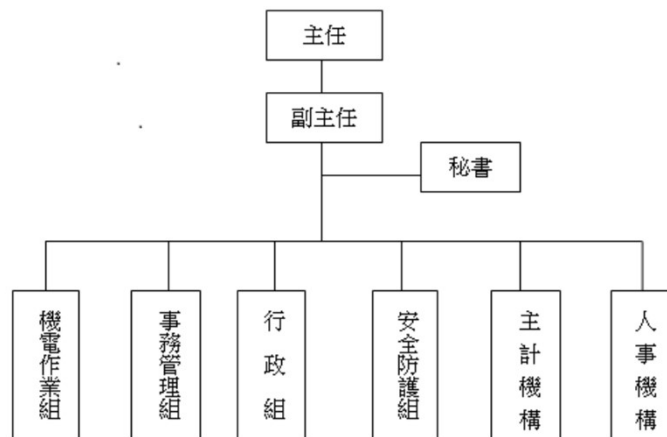 主任
副主任
秘書
機電作業組
事務管理組
行政組
安全防護組
主計機構
人事機構